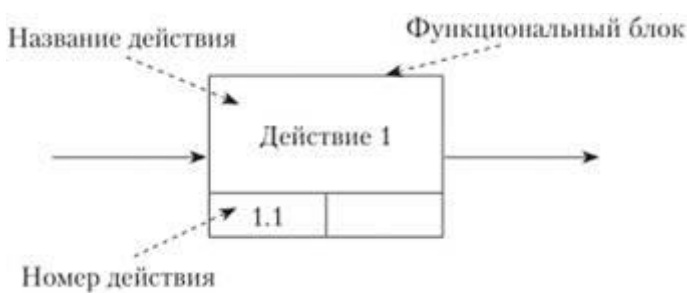 Название действия
Функциональный блок
Действие 1
1.1
Номер действия